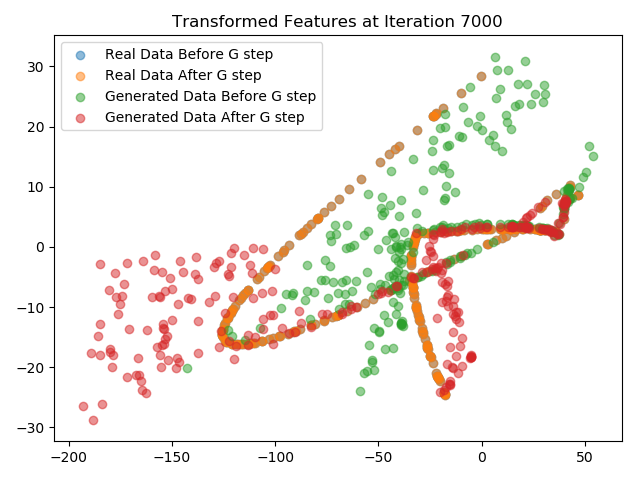 Transformed Features at Iteration 7000
Real Data Before G step
Real Data After G step
Generated Data Before G step
Generated Data After G step
30
20
10
0
−10
−20
−30
−200 −150 −100 −50 0 50